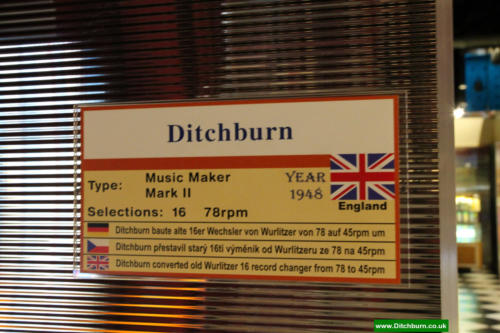 Ditchburn
Type: Music Maker Mark II
YEAR 1948
England
Selections: 16 78rpm
Ditchburn baute alte 16er Wechsler von Wurlitzer von 78 auf 45rpm um
Ditchburn přestavil starý 16ti výměník od Wurlitzeru ze 78 na 45rpm
Ditchburn converted old Wurlitzer 16 record changer from 78 to 45rpm
www.Ditchburn.co.uk